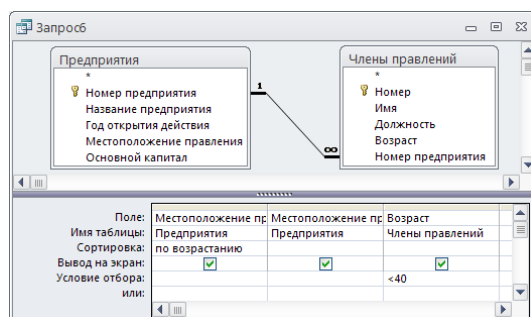 Запрос6
Предприятия
*
Номер предприятия
Название предприятия
Год открытия действия
Местоположение правления
Основной капитал
1
∞
Члены правлений
*
Номер
Имя
Должность
Возраст
Номер предприятия
Поле: Местоположение пр Местоположение пр Возраст
Имя таблицы: Предприятия Предприятия Члены правлений
Сортировка: по возрастанию
Вывод на экран:
Условие отбора: <40
или: